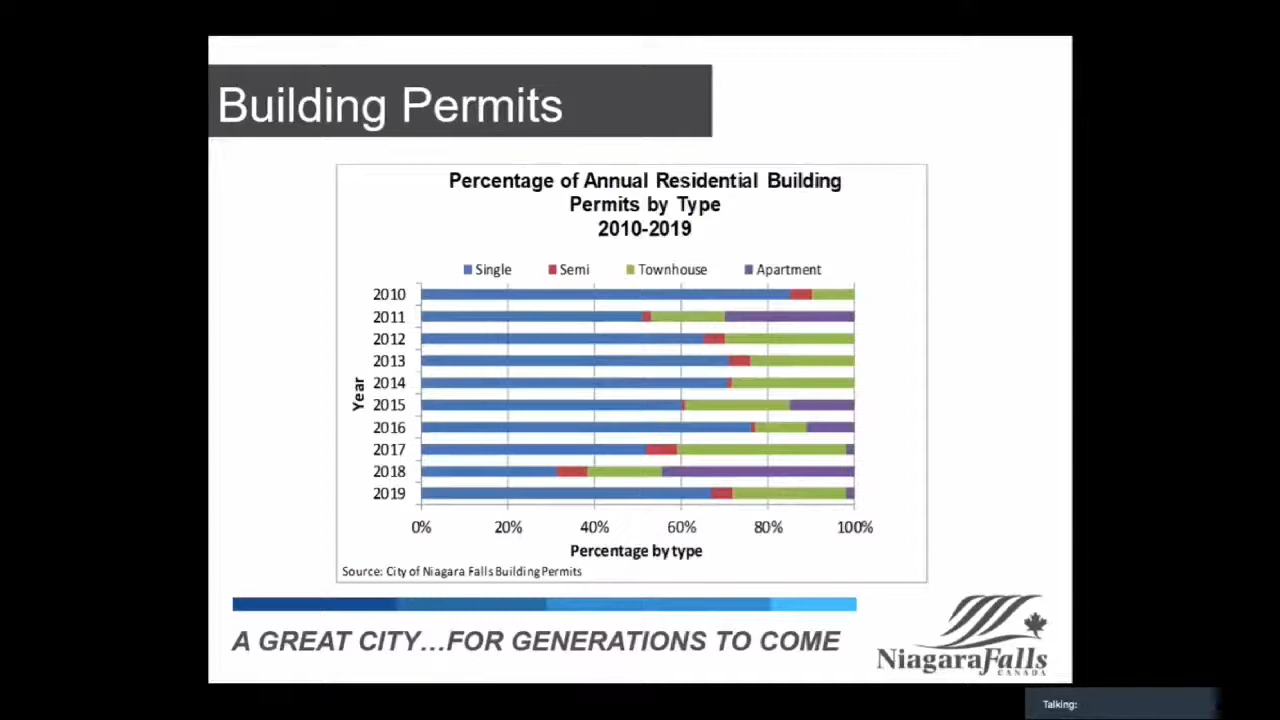 Building Permits
Percentage of Annual Residential Building
Permits by Type
2010-2019
Single Semi Townhouse Apartment
2010
2011
2012
2013
2014
2015
2016
2017
2018
2019
Year
0% 20% 40% 60% 80% 100%
Percentage by type
Source: City of Niagara Falls Building Permits
A GREAT CITY...FOR GENERATIONS TO COME
NiagaraFalls
CANADA
Talking: